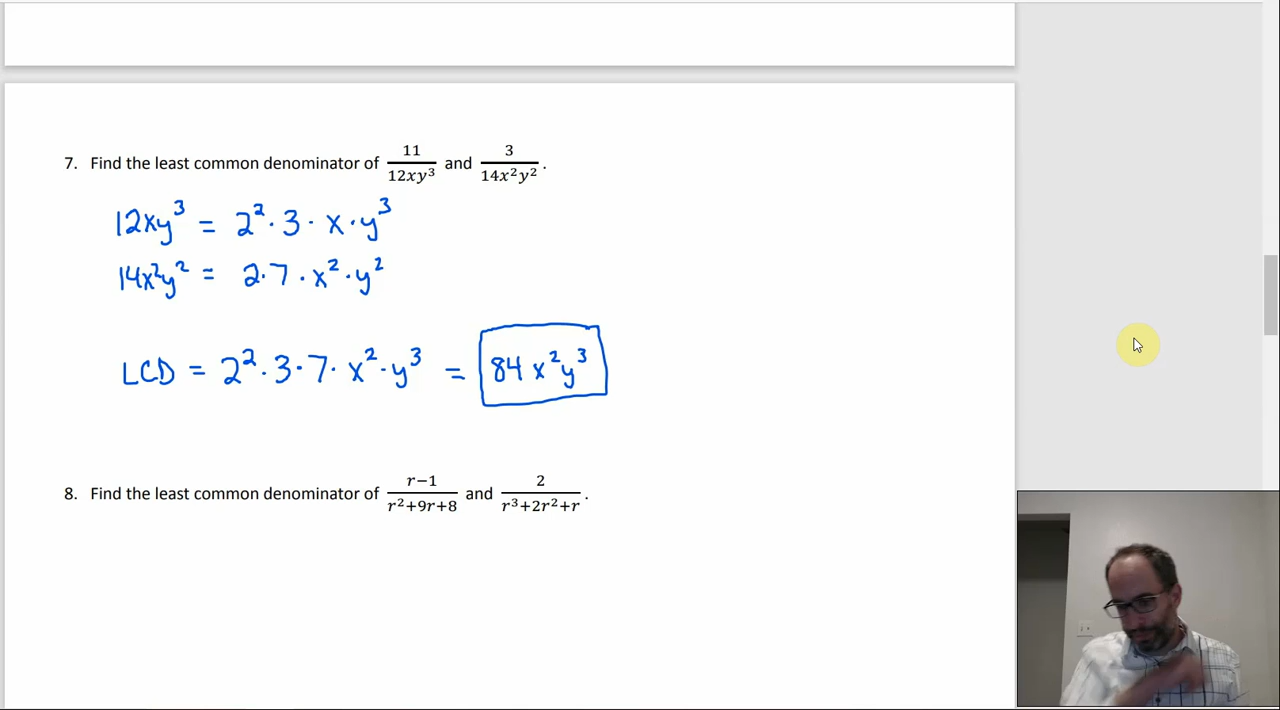 7. Find the least common denominator of 11/12xy³ and 3/14x²y².
12xy³ = 2²·3·x·y³
14x²y² = 2·7·x²·y²
LCD = 2²·3·7·x²·y³ = 84x²y³
8. Find the least common denominator of r−1/r²+9r+8 and 2/r³+2r²+r.